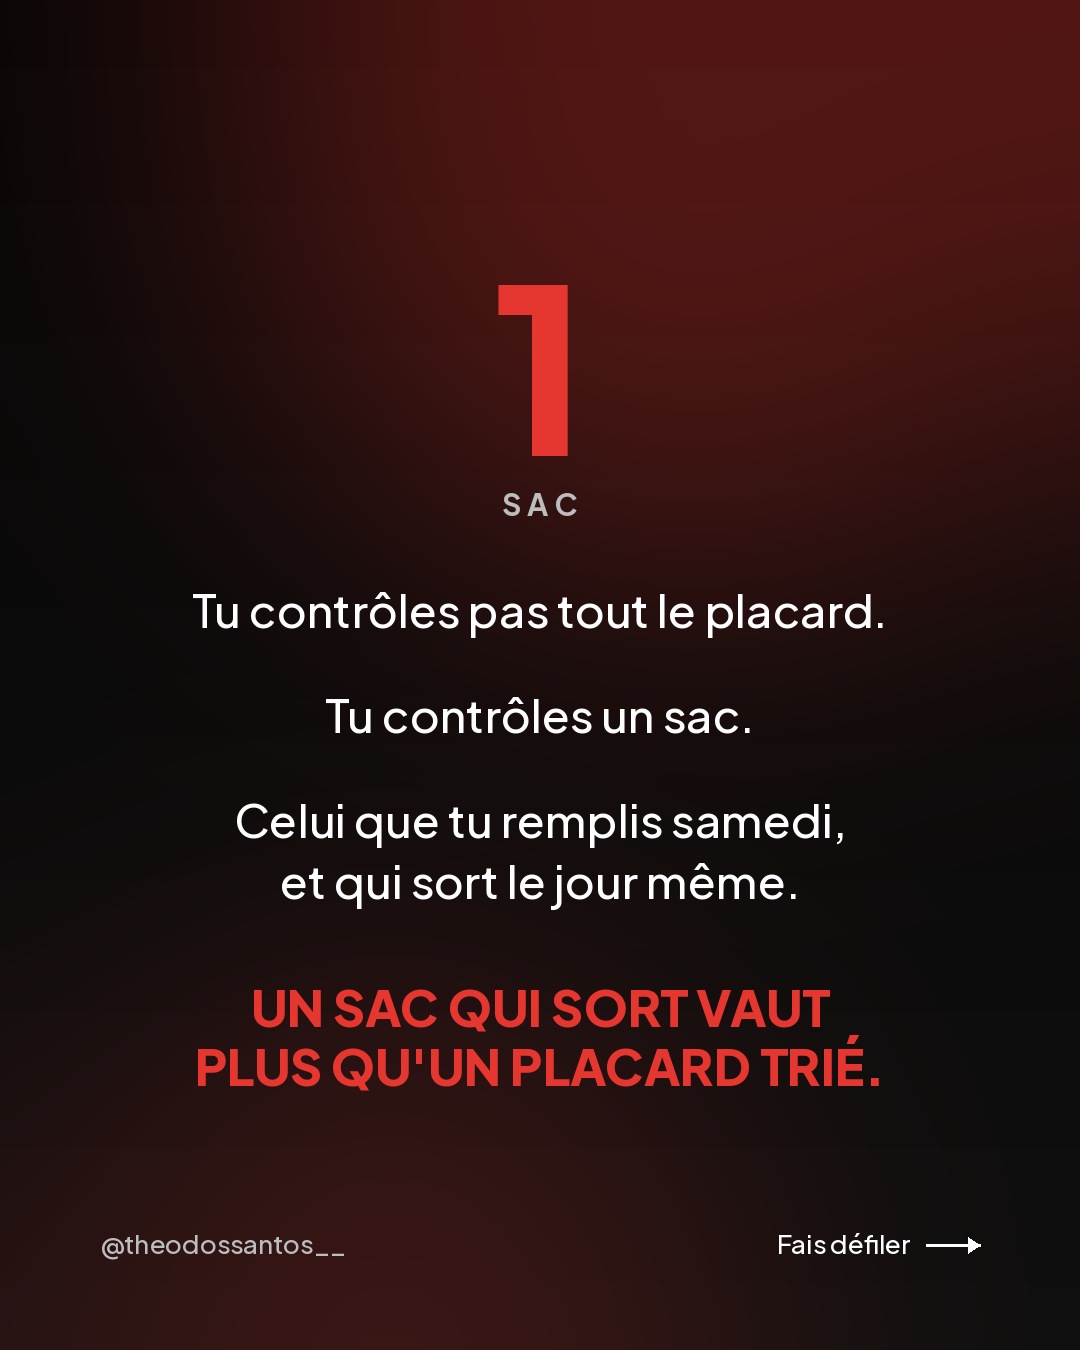 1
SAC
Tu contrôles pas tout le placard.
Tu contrôles un sac.
Celui que tu remplis samedi,
et qui sort le jour même.
UN SAC QUI SORT VAUT
PLUS QU'UN PLACARD TRIÉ.
@theodossantos__
Fais défiler